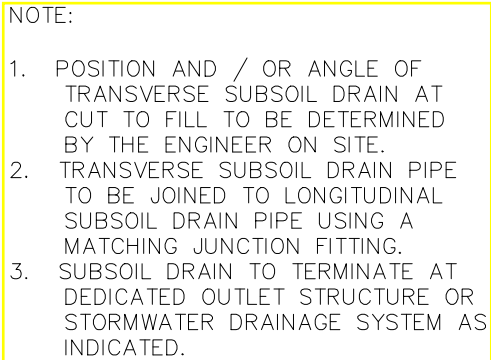 NOTE:
1. POSITION AND / OR ANGLE OF
TRANSVERSE SUBSOIL DRAIN AT
CUT TO FILL TO BE DETERMINED
BY THE ENGINEER ON SITE.
2. TRANSVERSE SUBSOIL DRAIN PIPE
TO BE JOINED TO LONGITUDINAL
SUBSOIL DRAIN PIPE USING A
MATCHING JUNCTION FITTING.
3. SUBSOIL DRAIN TO TERMINATE AT
DEDICATED OUTLET STRUCTURE OR
STORMWATER DRAINAGE SYSTEM AS
INDICATED.